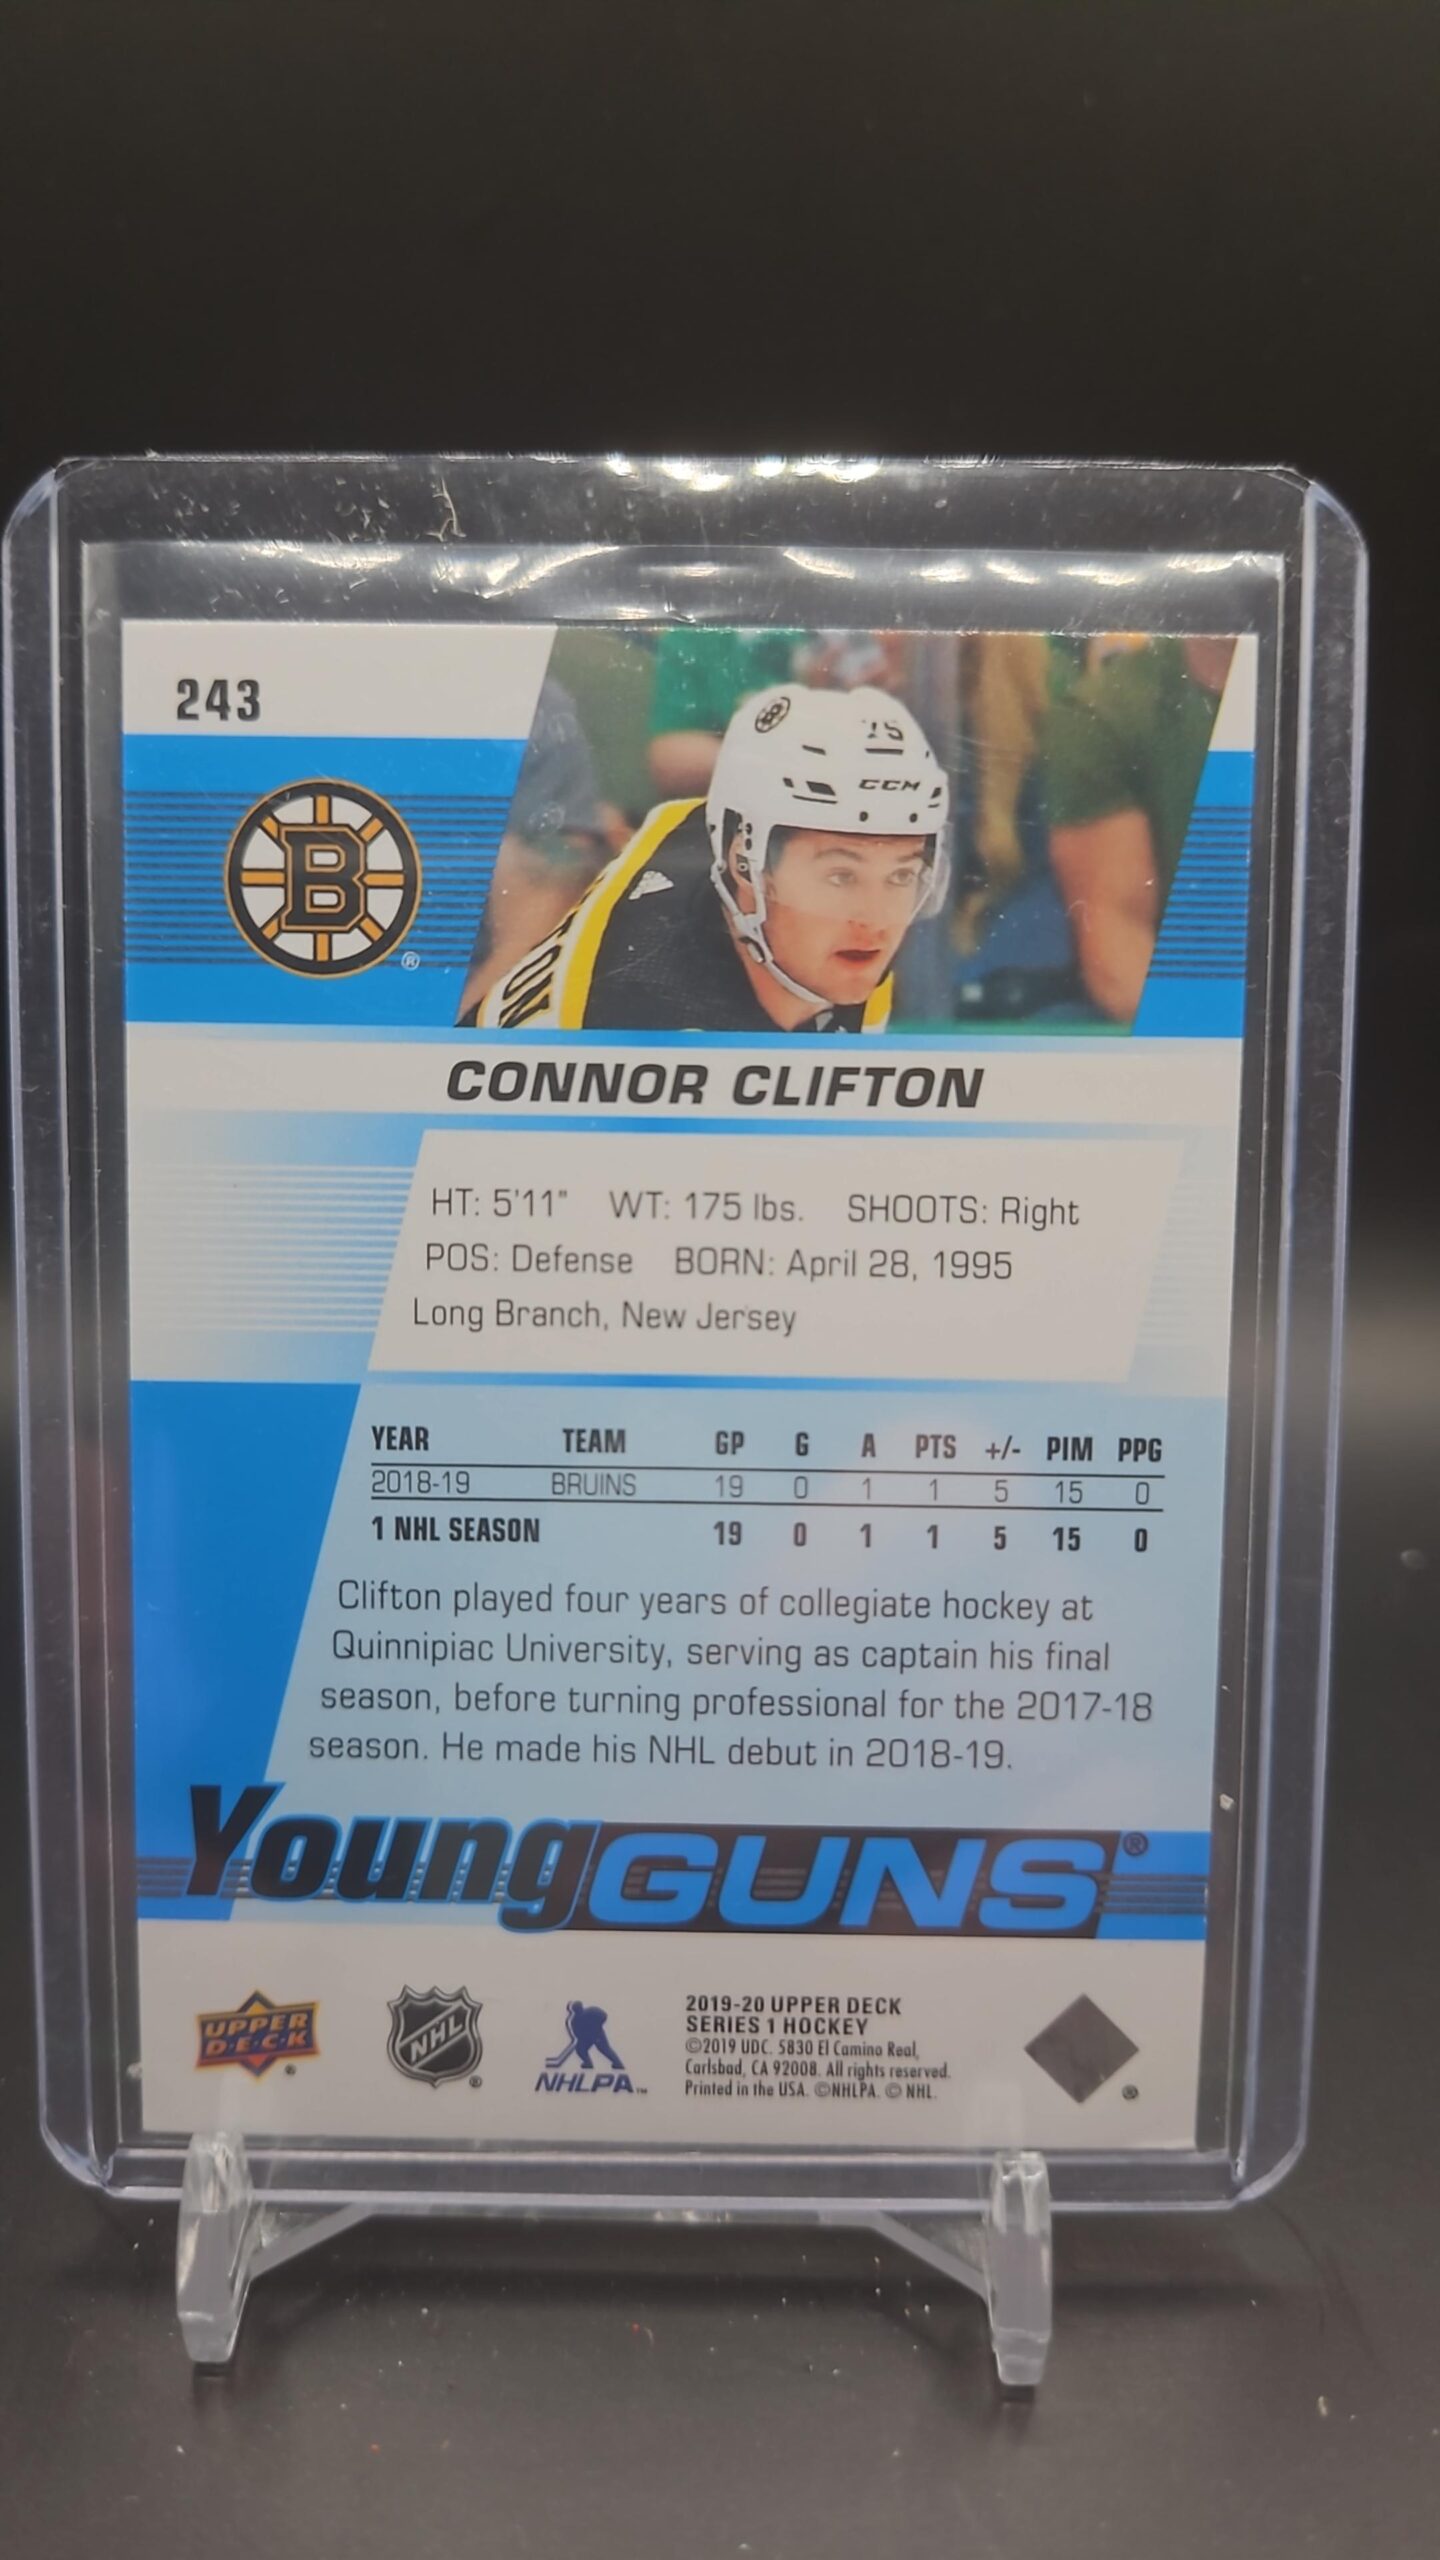 243
B
®
75
CCM
CONNOR CLIFTON
HT: 5'11" WT: 175 lbs. SHOOTS: Right
POS: Defense BORN: April 28, 1995
Long Branch, New Jersey
YEAR TEAM GP G A PTS +/- PIM PPG
2018-19 BRUINS 19 0 1 1 5 15 0
1 NHL SEASON 19 0 1 1 5 15 0
Clifton played four years of collegiate hockey at
Quinnipiac University, serving as captain his final
season, before turning professional for the 2017-18
season. He made his NHL debut in 2018-19.
Young GUNS®
UPPER D·E·C·K® NHL® NHLPA™
2019-20 UPPER DECK
SERIES 1 HOCKEY
©2019 UDC. 5830 El Camino Real,
Carlsbad, CA 92008. All rights reserved.
Printed in the USA. ©NHLPA. © NHL.
®